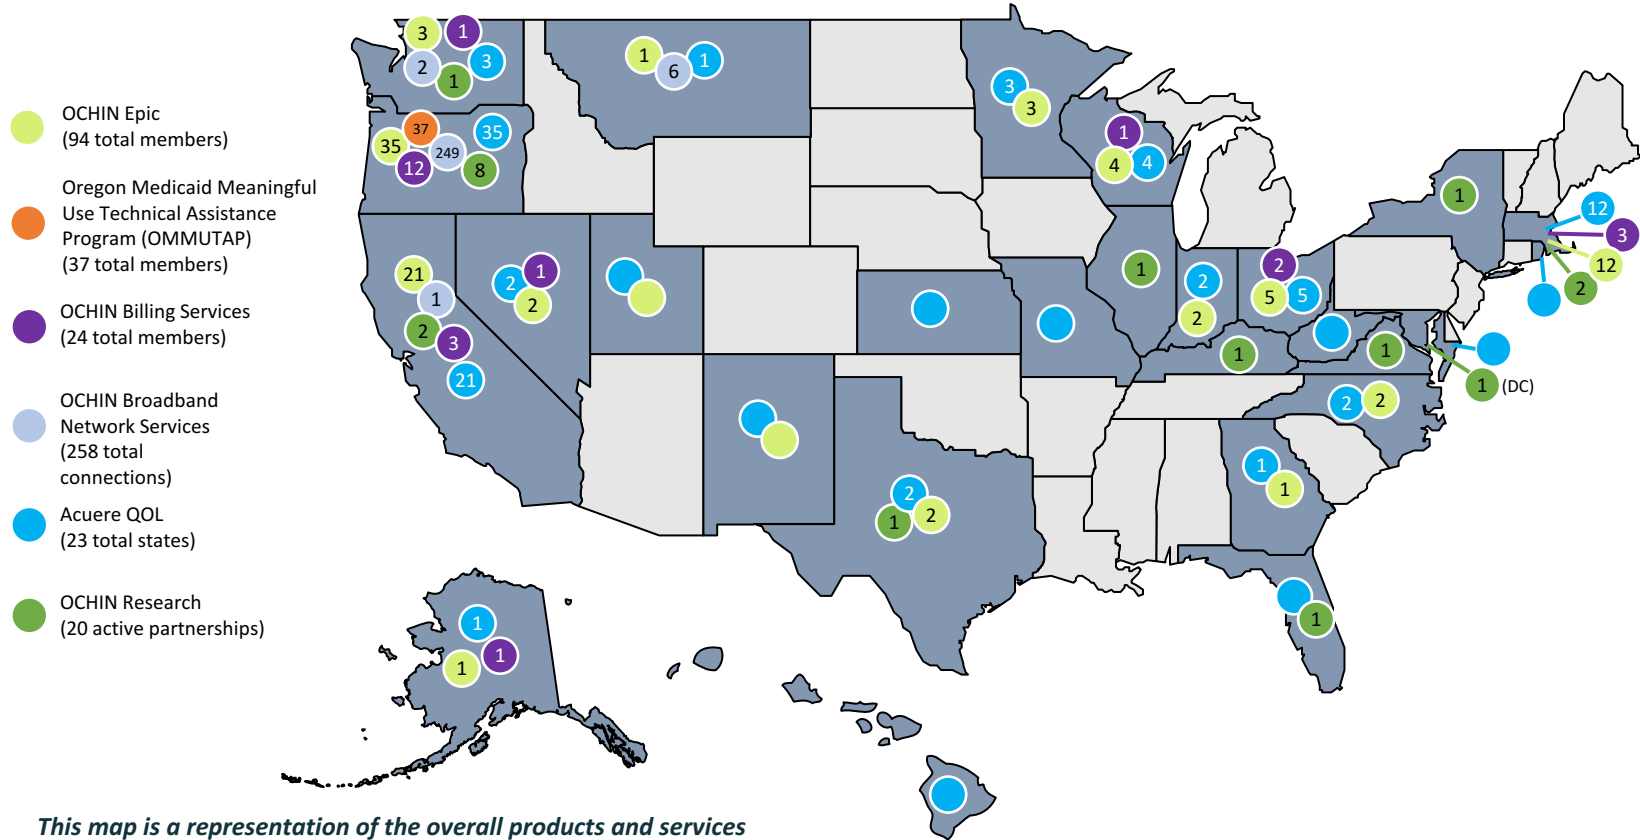 OCHIN Epic
(94 total members)
Oregon Medicaid Meaningful
Use Technical Assistance
Program (OMMUTAP)
(37 total members)
OCHIN Billing Services
(24 total members)
OCHIN Broadband
Network Services
(258 total
connections)
Acuere QOL
(23 total states)
OCHIN Research
(20 active partnerships)
3 1
2 3
1
37
35 249 35
12 8
1 6 1
3
3
1
4 4
21
1
2 3
21
2 1
2
1
2
2
2
5 5
1
1
1
12
3
12
2
1 (DC)
2 2
1
1
2
1 2
1
1
1
1
This map is a representation of the overall products and services